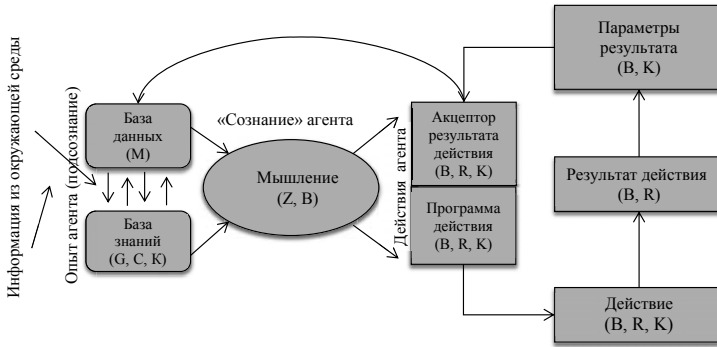 Информация из окружающей среды
Опыт агента (подсознание)
База
данных
(M)
База
знаний
(G, C, K)
«Сознание» агента
Мышление
(Z, B)
Действия агента
Акцептор
результата
действия
(B, R, K)
Программа
действия
(B, R, K)
Параметры
результата
(B, K)
Результат действия
(B, R)
Действие
(B, R, K)